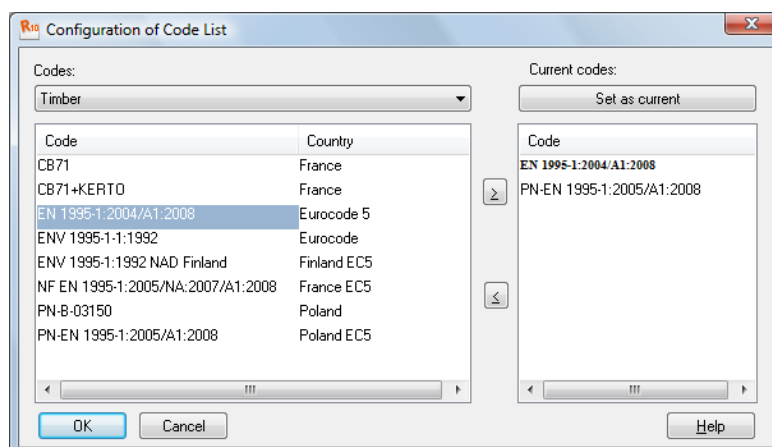 R10 Configuration of Code List
Codes:
Current codes:
Timber
Set as current
Code Country
Code
CB71 France
EN 1995-1:2004/A1:2008
CB71+KERTO France
PN-EN 1995-1:2005/A1:2008
EN 1995-1:2004/A1:2008 Eurocode 5
ENV 1995-1-1:1992 Eurocode
ENV 1995-1:1992 NAD Finland Finland EC5
NF EN 1995-1:2005/NA:2007/A1:2008 France EC5
PN-B-03150 Poland
PN-EN 1995-1:2005/A1:2008 Poland EC5
>
<
OK
Cancel
Help